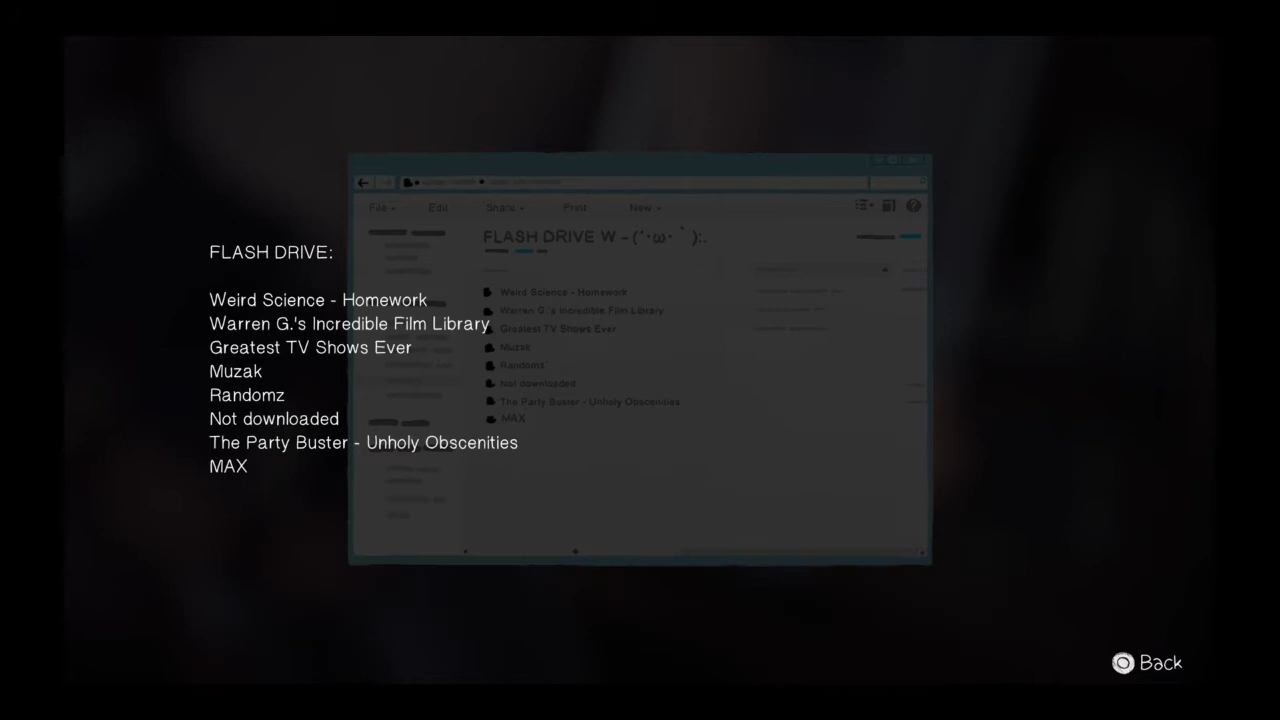 File
Edit
Share
Print
New
FLASH DRIVE W - (´･ω･`):.
FLASH DRIVE:
Weird Science - Homework
Warren G.'s Incredible Film Library
Greatest TV Shows Ever
Muzak
Randomz
Not downloaded
The Party Buster - Unholy Obscenities
MAX
Weird Science - Homework
Warren G.'s Incredible Film Library
Greatest TV Shows Ever
Muzak
Randomz
Not downloaded
The Party Buster - Unholy Obscenities
MAX
Back